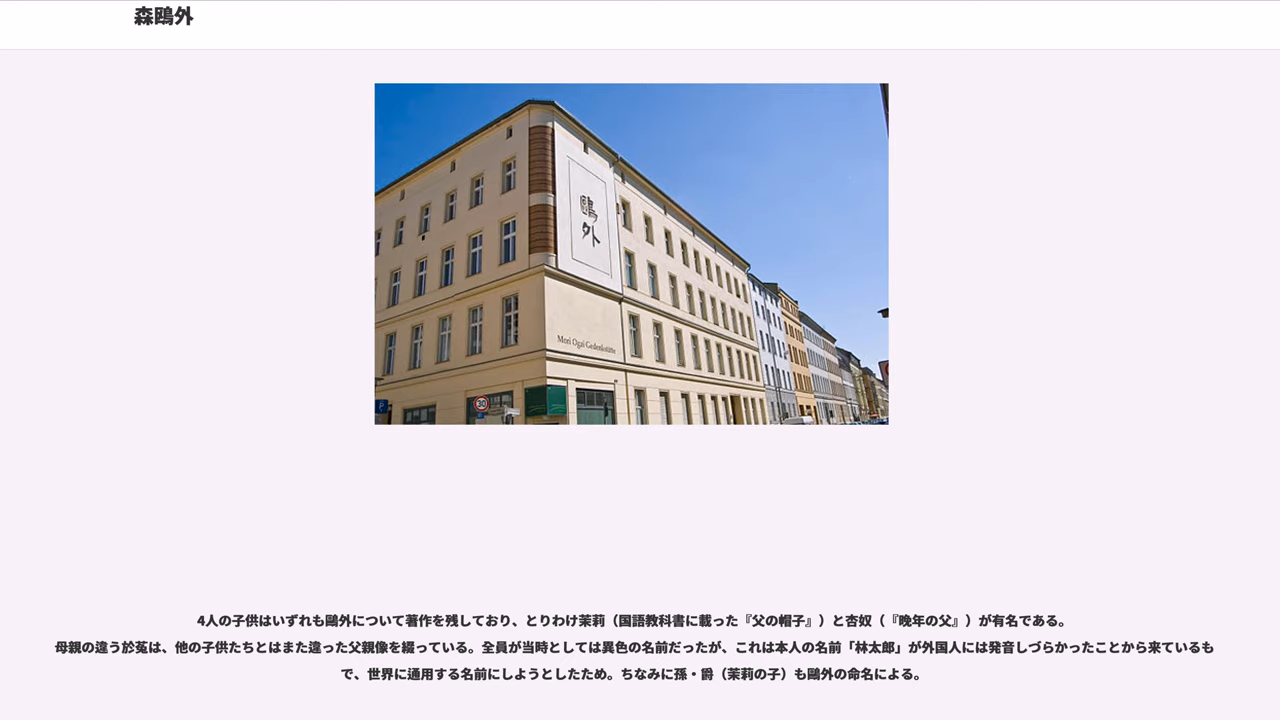 森鴎外
鷗
外
Mori Ogai Gedenkstätte
30
P
4人の子供はいずれも鷗外について著作を残しており、とりわけ茉莉（国語教科書に載った『父の帽子』）と杏奴（『晩年の父』）が有名である。
母親の違う於菟は、他の子供たちとはまた違った父親像を綴っている。全員が当時としては異色の名前だったが、これは本人の名前「林太郎」が外国人には発音しづらかったことから来ているも
で、世界に通用する名前にしようとしたため。ちなみに孫・爵（茉莉の子）も鷗外の命名による。